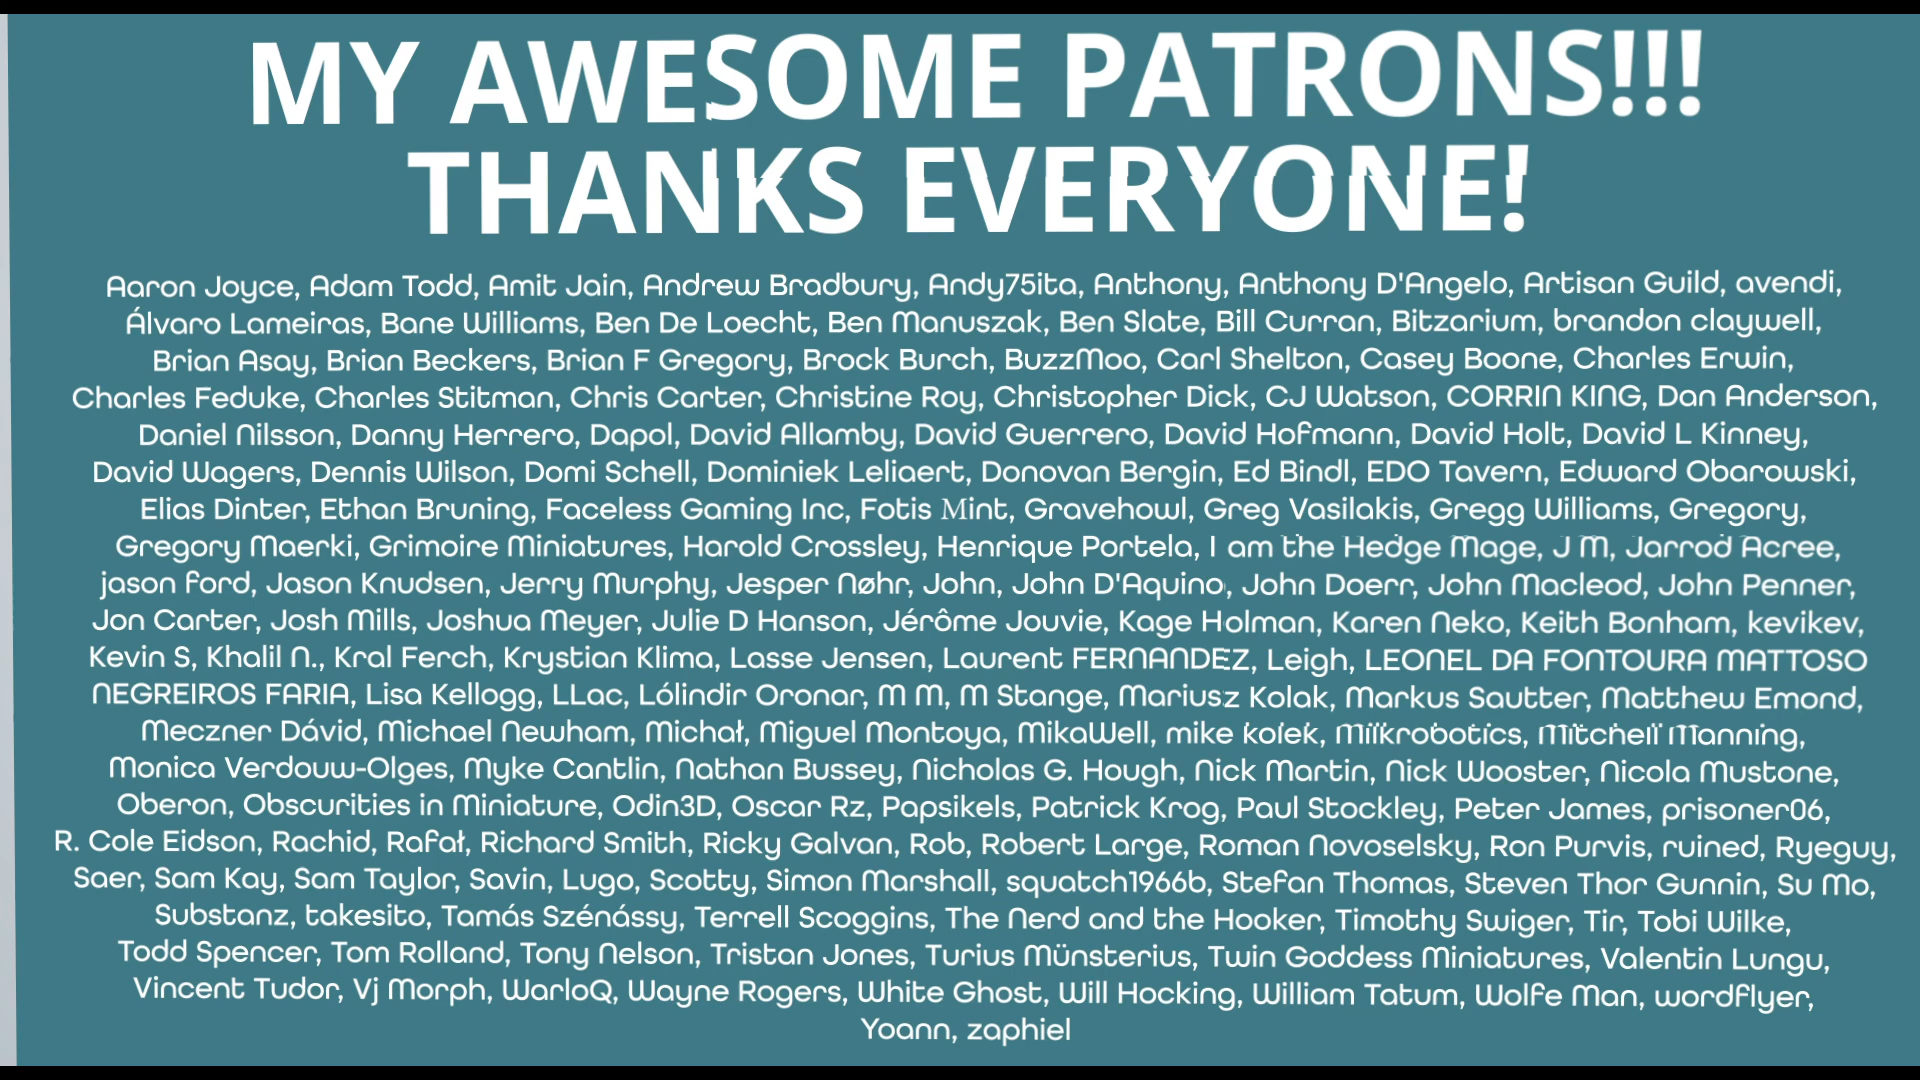 MY AWESOME PATRONS!!!
THANKS EVERYONE!
Aaron Joyce, Adam Todd, Amit Jain, Andrew Bradbury, Andy75ita, Anthony, Anthony D'Angelo, Artisan Guild, avendi,
Álvaro Lameiras, Bane Williams, Ben De Loecht, Ben Manuszak, Ben Slate, Bill Curran, Bitzarium, brandon claywell,
Brian Asay, Brian Beckers, Brian F Gregory, Brock Burch, BuzzMoo, Carl Shelton, Casey Boone, Charles Erwin,
Charles Feduke, Charles Stitman, Chris Carter, Christine Roy, Christopher Dick, CJ Watson, CORRIN KING, Dan Anderson,
Daniel Nilsson, Danny Herrero, Dapol, David Allamby, David Guerrero, David Hofmann, David Holt, David L Kinney,
David Wagers, Dennis Wilson, Domi Schell, Dominiek Leliaert, Donovan Bergin, Ed Bindl, EDO Tavern, Edward Obarowski,
Elias Dinter, Ethan Bruning, Faceless Gaming Inc, Fotis Mint, Gravehowl, Greg Vasilakis, Gregg Williams, Gregory,
Gregory Maerki, Grimoire Miniatures, Harold Crossley, Henrique Portela, I am the Hedge Mage, J M, Jarrod Acree,
jason ford, Jason Knudsen, Jerry Murphy, Jesper Nøhr, John, John D'Aquino, John Doerr, John Macleod, John Penner,
Jon Carter, Josh Mills, Joshua Meyer, Julie D Hanson, Jérôme Jouvie, Kage Holman, Karen Neko, Keith Bonham, kevikev,
Kevin S, Khalil N., Kral Ferch, Krystian Klima, Lasse Jensen, Laurent FERNANDEZ, Leigh, LEONEL DA FONTOURA MATTOSO
NEGREIROS FARIA, Lisa Kellogg, LLac, Lólindir Oronar, M M, M Stange, Mariusz Kolak, Markus Sautter, Matthew Emond,
Meczner Dávid, Michael Newham, Michał, Miguel Montoya, MikaWell, mike kolek, Mikrobotics, Mitchell Manning,
Monica Verdouw-Olges, Myke Cantlin, Nathan Bussey, Nicholas G. Hough, Nick Martin, Nick Wooster, Nicola Mustone,
Oberon, Obscurities in Miniature, Odin3D, Oscar Rz, Papsikels, Patrick Krog, Paul Stockley, Peter James, prisoner06,
R. Cole Eidson, Rachid, Rafał, Richard Smith, Ricky Galvan, Rob, Robert Large, Roman Novoselsky, Ron Purvis, ruined, Ryeguy,
Saer, Sam Kay, Sam Taylor, Savin, Lugo, Scotty, Simon Marshall, squatch1966b, Stefan Thomas, Steven Thor Gunnin, Su Mo,
Substanz, takesito, Tamás Szénássy, Terrell Scoggins, The Nerd and the Hooker, Timothy Swiger, Tir, Tobi Wilke,
Todd Spencer, Tom Rolland, Tony Nelson, Tristan Jones, Turius Münsterius, Twin Goddess Miniatures, Valentin Lungu,
Vincent Tudor, Vj Morph, WarloQ, Wayne Rogers, White Ghost, Will Hocking, William Tatum, Wolfe Man, wordflyer,
Yoann, zaphiel